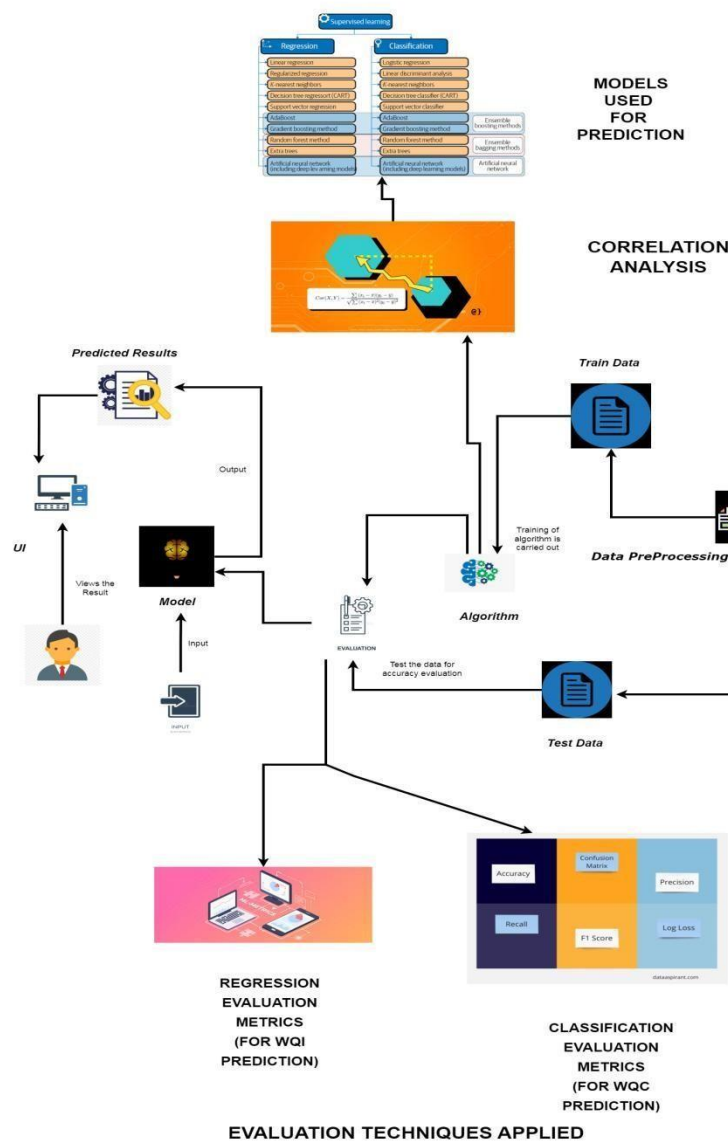 Supervised learning
Regression
Classification
Linear regression
Logistic regression
Regularized regression
Linear discriminant analysis
K-nearest neighbors
K-nearest neighbors
Decision tree regressort (CART)
Decision tree classifier (CART)
Support vector regression
Support vector classifier
AdaBoost
AdaBoost
Ensemble
boosting methods
Gradient boosting method
Gradient boosting method
Random forest method
Random forest method
Ensemble
bagging methods
Extra trees
Extra trees
Artificial neural network
(including deep lea arning models)
Artificial neural network
(including deep learning models)
Artificial neural
network
MODELS
USED
FOR
PREDICTION
CORRELATION
ANALYSIS
Predicted Results
Train Data
Output
UI
Training of
algorithm is
carried out
Data PreProcessing
Views the
Result
Model
Algorithm
EVALUATION
Input
Test the data for
accuracy evaluation
INPUT
Test Data
Accuracy
Confusion
Matrix
Precision
Recall
F1 Score
Log Loss
dataaspirant.com
REGRESSION
EVALUATION
METRICS
(FOR WQI
PREDICTION)
CLASSIFICATION
EVALUATION
METRICS
(FOR WQC
PREDICTION)
EVALUATION TECHNIQUES APPLIED